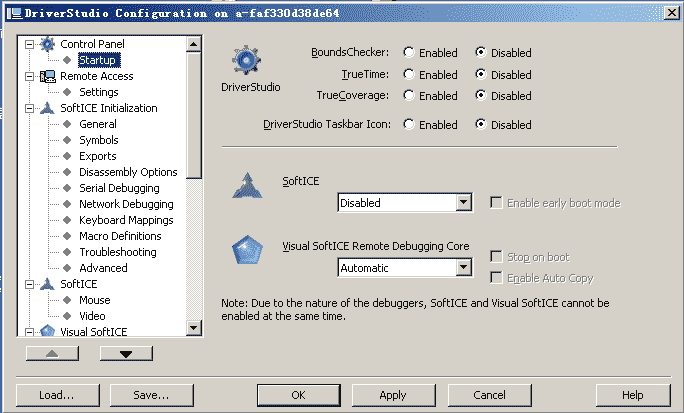 DriverStudio Configuration on a-faf330d38de64
Control Panel
Startup
Remote Access
Settings
SoftICE Initialization
General
Symbols
Exports
Disassembly Options
Serial Debugging
Network Debugging
Keyboard Mappings
Macro Definitions
Troubleshooting
Advanced
SoftICE
Mouse
Video
Visual SoftICE
DriverStudio
BoundsChecker: Enabled Disabled
TrueTime: Enabled Disabled
TrueCoverage: Enabled Disabled
DriverStudio Taskbar Icon: Enabled Disabled
SoftICE
Disabled
Enable early boot mode
Visual SoftICE Remote Debugging Core
Automatic
Stop on boot
Enable Auto Copy
Note: Due to the nature of the debuggers, SoftICE and Visual SoftICE cannot be
enabled at the same time.
Load... Save... OK Apply Cancel Help